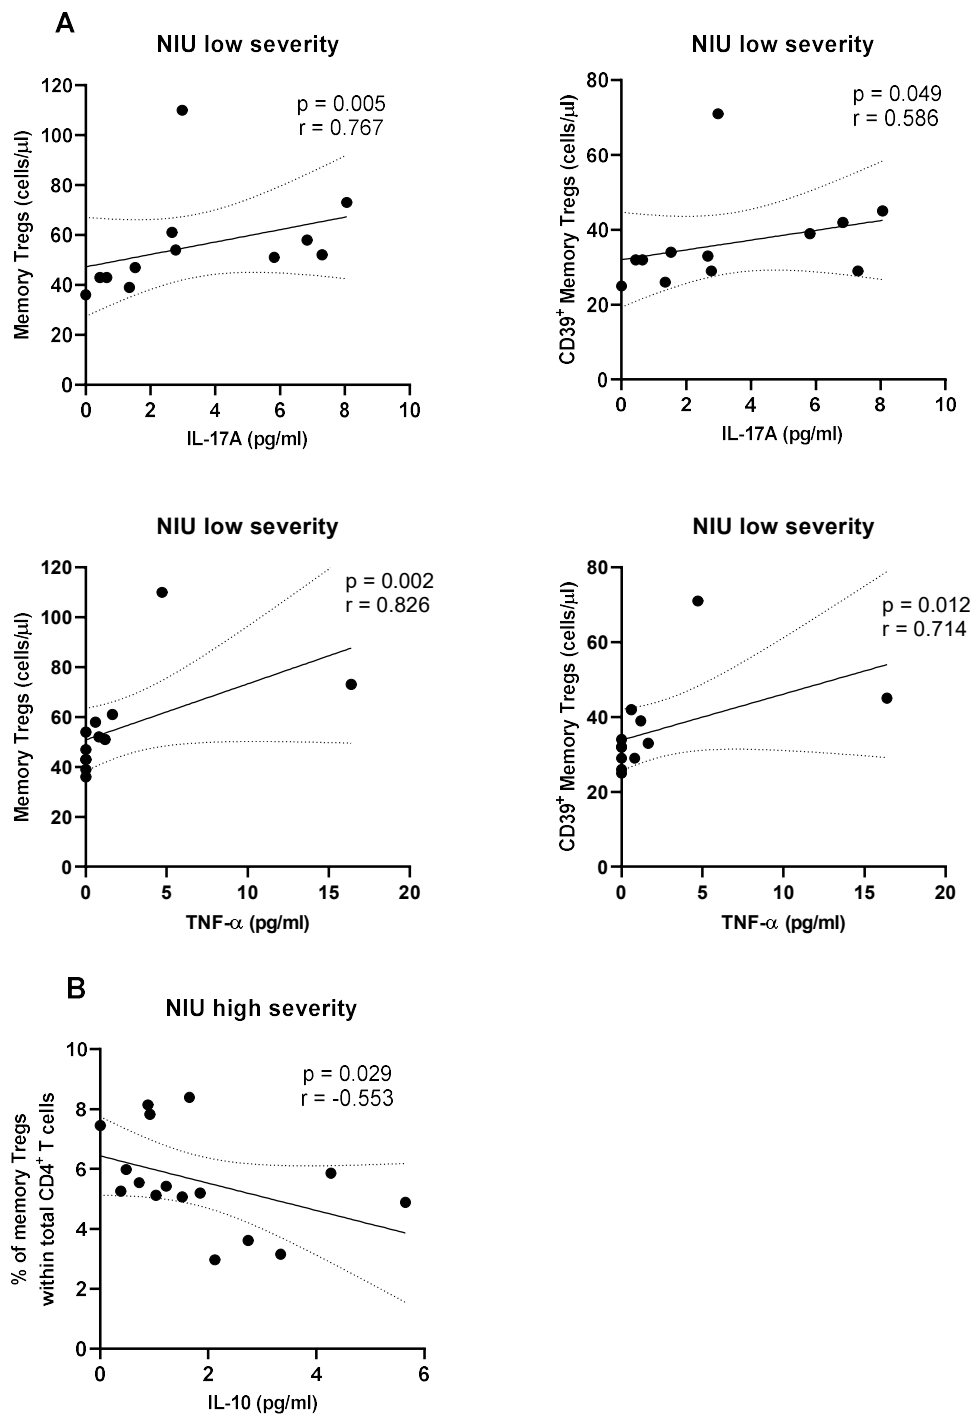 A
NIU low severity
p = 0.005
r = 0.767
Memory Tregs (cells/µl)
120
100
80
60
40
20
0
0 2 4 6 8 10
IL-17A (pg/ml)
NIU low severity
p = 0.049
r = 0.586
CD39+ Memory Tregs (cells/µl)
80
60
40
20
0
0 2 4 6 8 10
IL-17A (pg/ml)
NIU low severity
p = 0.002
r = 0.826
Memory Tregs (cells/µl)
120
100
80
60
40
20
0
0 5 10 15 20
TNF-α (pg/ml)
NIU low severity
p = 0.012
r = 0.714
CD39+ Memory Tregs (cells/µl)
80
60
40
20
0
0 5 10 15 20
TNF-α (pg/ml)
B
NIU high severity
p = 0.029
r = -0.553
% of memory Tregs
within total CD4+ T cells
10
8
6
4
2
0
0 2 4 6
IL-10 (pg/ml)